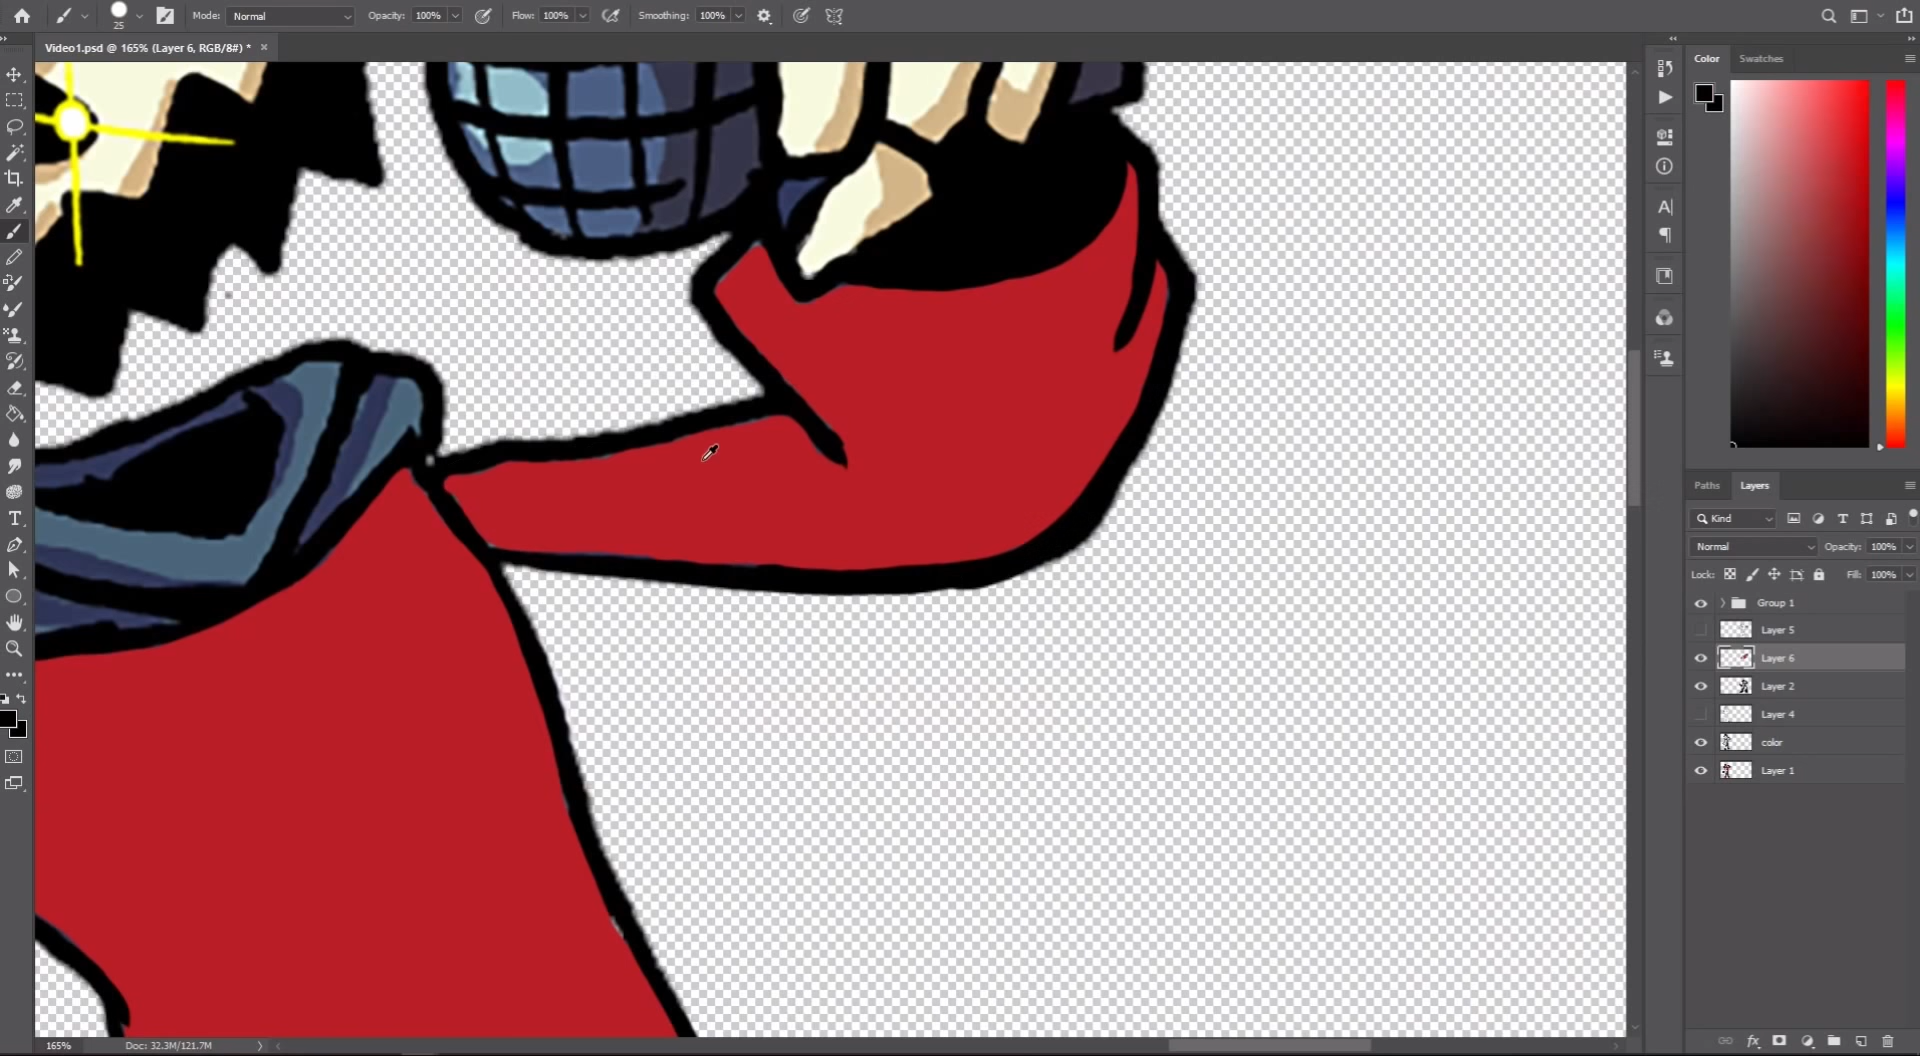 Mode: Normal Opacity: 100% Flow: 100% Smoothing: 100%
25
Video1.psd @ 165% (Layer 6, RGB/8#) * ×
Color Swatches
Paths Layers
Kind
Normal Opacity: 100%
Lock: Fill: 100%
Group 1
Layer 5
Layer 6
Layer 2
Layer 4
color
Layer 1
165% Doc: 32.3M/121.7M